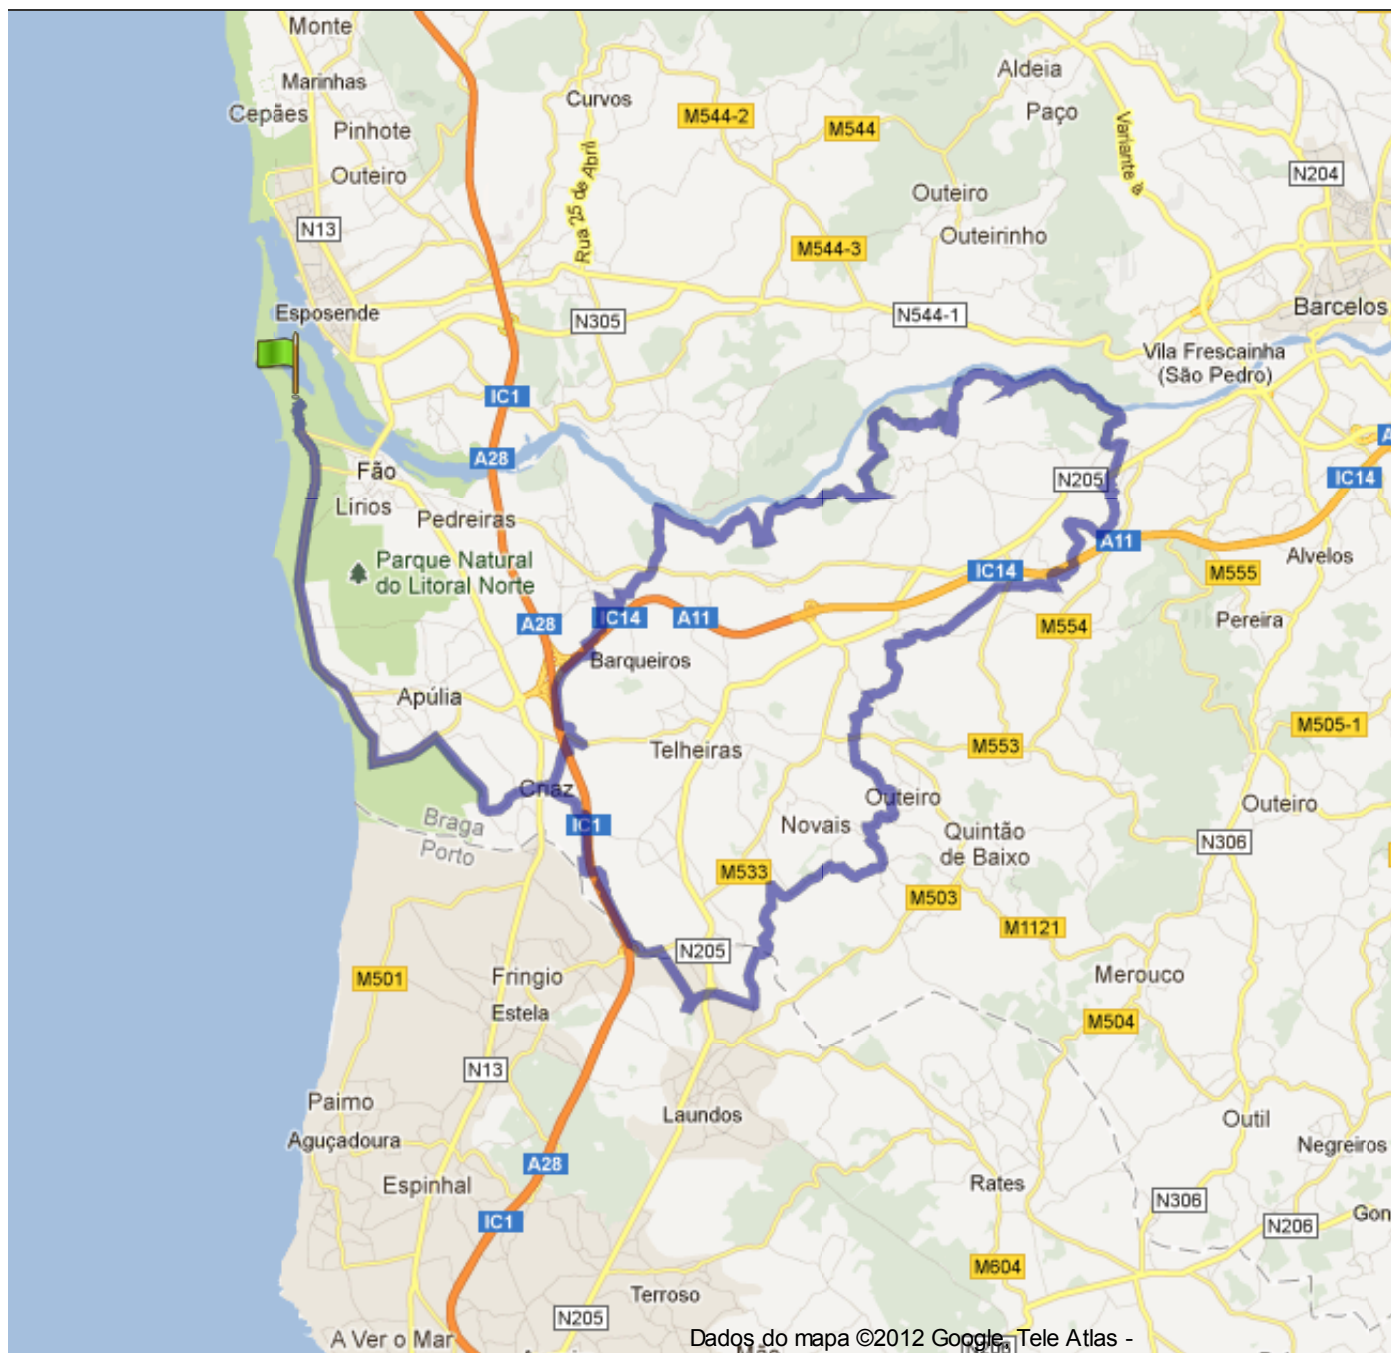 Monte
Marinhas
Cepães
Pinhote
Outeiro
Curvos
M544-2
M544
Aldeia
Paço
Variante à
N204
N13
Rua 25 de Abril
Outeiro
Outeirinho
M544-3
Esposende
N305
N544-1
Barcelos
Vila Frescainha
(São Pedro)
IC1
A28
Fão
Lírios
Pedreiras
N205
IC14
A11
Alvelos
Parque Natural
do Litoral Norte
IC14
M555
A28
IC14
A11
M554
Pereira
Barqueiros
Apúlia
M505-1
Telheiras
M553
Criaz
Outeiro
Outeiro
Braga
Porto
IC1
Novais
Quintão
de Baixo
N306
M533
M503
M1121
N205
M501
Fringio
Merouco
Estela
M504
N13
Paimo
Laundos
Outil
Aguçadoura
Negreiros
A28
Espinhal
Rates
N306
IC1
N206
M604
Terroso
N205
A Ver o Mar
Dados do mapa ©2012 Google, Tele Atlas -